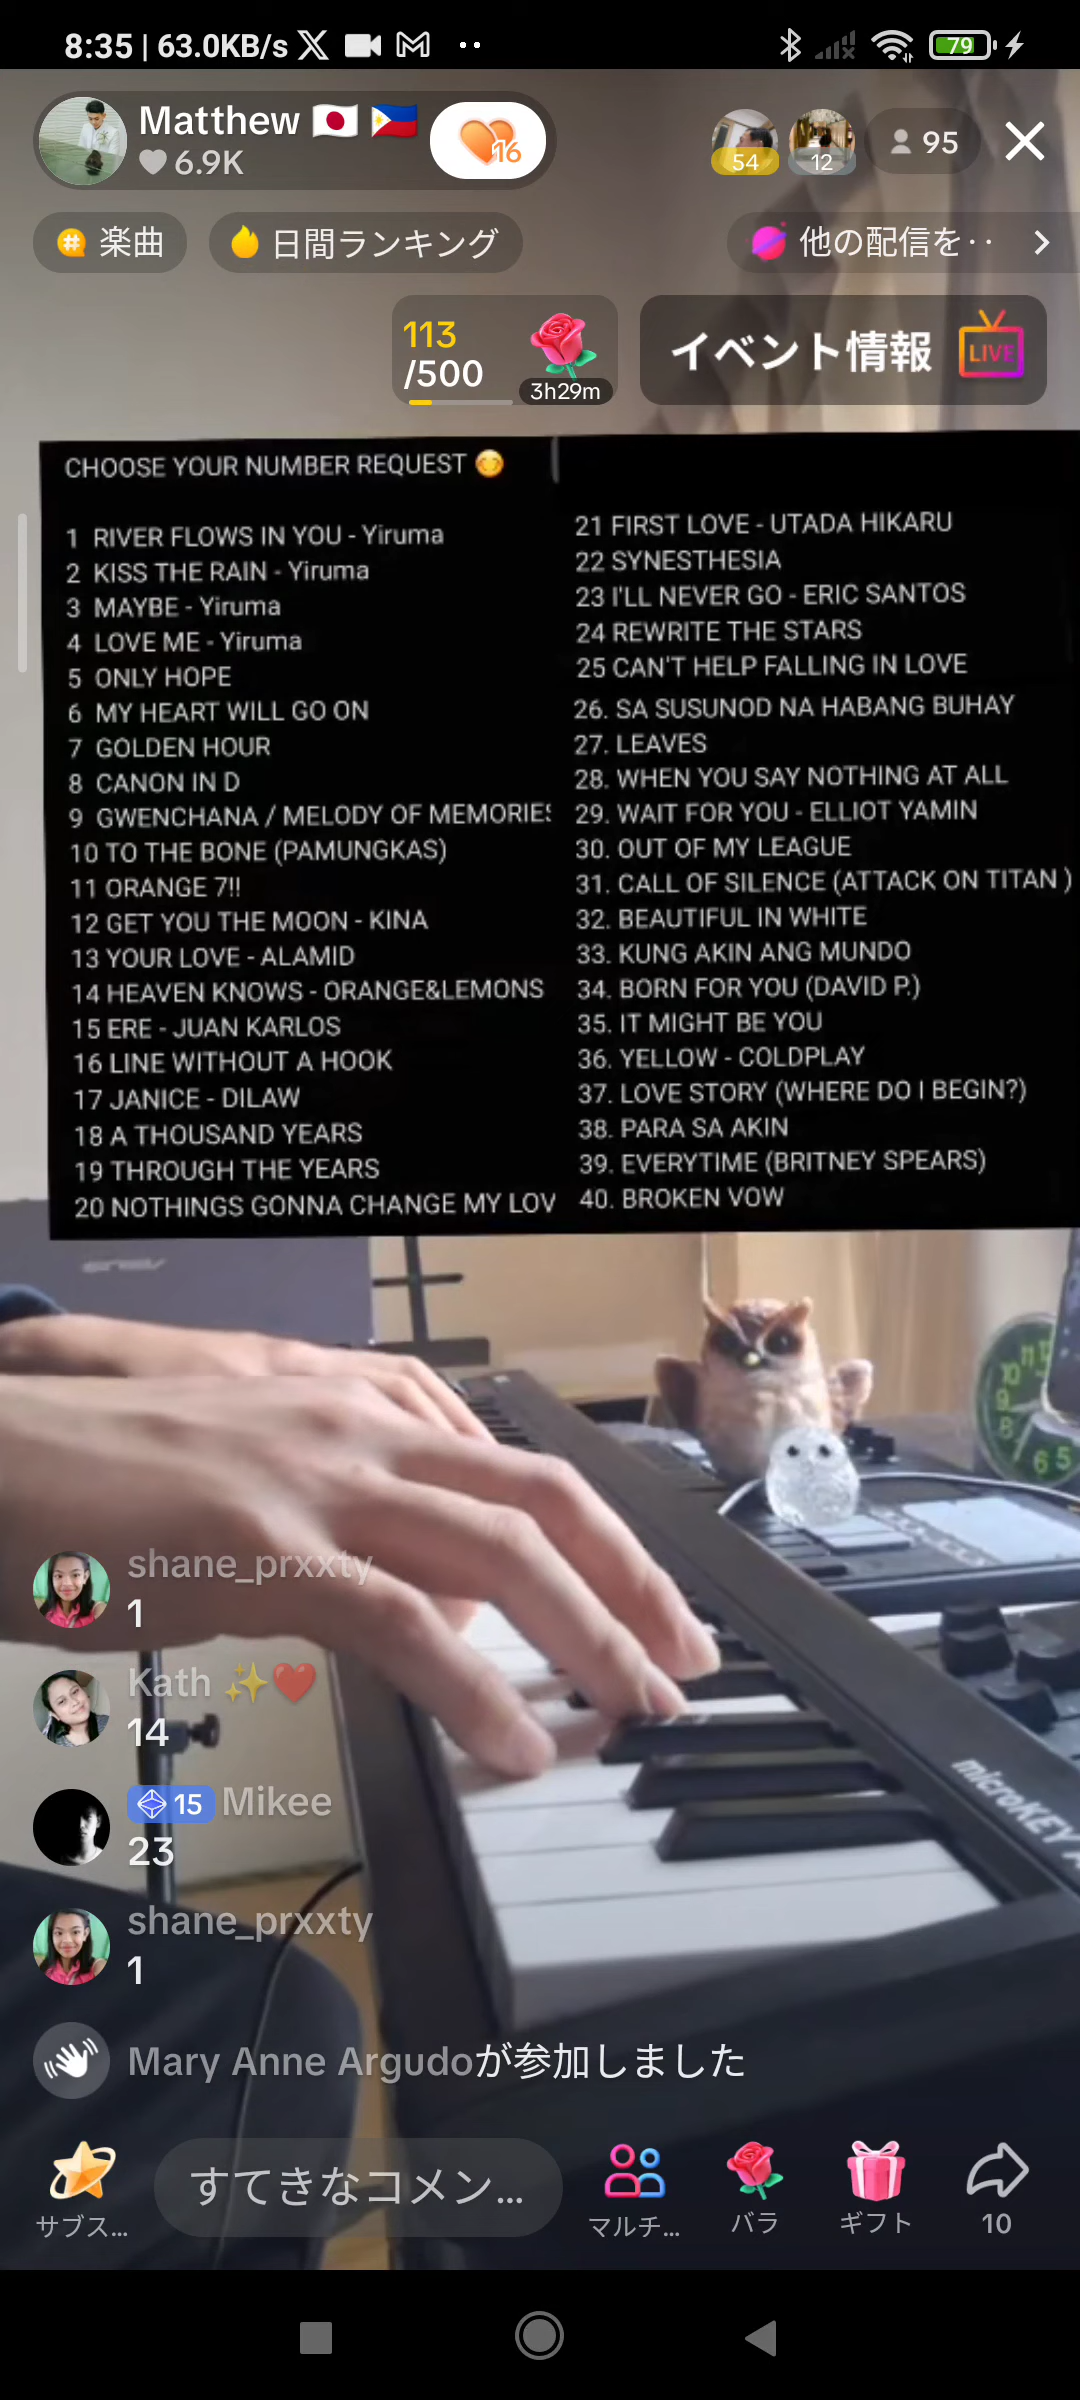 8:35 | 63.0KB/s
79
Matthew 🇯🇵 🇵🇭
6.9K
16
54
12
95
楽曲
日間ランキング
他の配信を··
113
/500
3h29m
イベント情報
LIVE
CHOOSE YOUR NUMBER REQUEST 😊
1 RIVER FLOWS IN YOU - Yiruma
2 KISS THE RAIN - Yiruma
3 MAYBE - Yiruma
4 LOVE ME - Yiruma
5 ONLY HOPE
6 MY HEART WILL GO ON
7 GOLDEN HOUR
8 CANON IN D
9 GWENCHANA / MELODY OF MEMORIES
10 TO THE BONE (PAMUNGKAS)
11 ORANGE 7!!
12 GET YOU THE MOON - KINA
13 YOUR LOVE - ALAMID
14 HEAVEN KNOWS - ORANGE&LEMONS
15 ERE - JUAN KARLOS
16 LINE WITHOUT A HOOK
17 JANICE - DILAW
18 A THOUSAND YEARS
19 THROUGH THE YEARS
20 NOTHINGS GONNA CHANGE MY LOV
21 FIRST LOVE - UTADA HIKARU
22 SYNESTHESIA
23 I'LL NEVER GO - ERIC SANTOS
24 REWRITE THE STARS
25 CAN'T HELP FALLING IN LOVE
26. SA SUSUNOD NA HABANG BUHAY
27. LEAVES
28. WHEN YOU SAY NOTHING AT ALL
29. WAIT FOR YOU - ELLIOT YAMIN
30. OUT OF MY LEAGUE
31. CALL OF SILENCE (ATTACK ON TITAN )
32. BEAUTIFUL IN WHITE
33. KUNG AKIN ANG MUNDO
34. BORN FOR YOU (DAVID P.)
35. IT MIGHT BE YOU
36. YELLOW - COLDPLAY
37. LOVE STORY (WHERE DO I BEGIN?)
38. PARA SA AKIN
39. EVERYTIME (BRITNEY SPEARS)
40. BROKEN VOW
microKEY
shane_prxxty
1
Kath ✨❤️
14
15 Mikee
23
shane_prxxty
1
Mary Anne Argudoが参加しました
すてきなコメン...
サブス...
マルチ...
バラ
ギフト
10